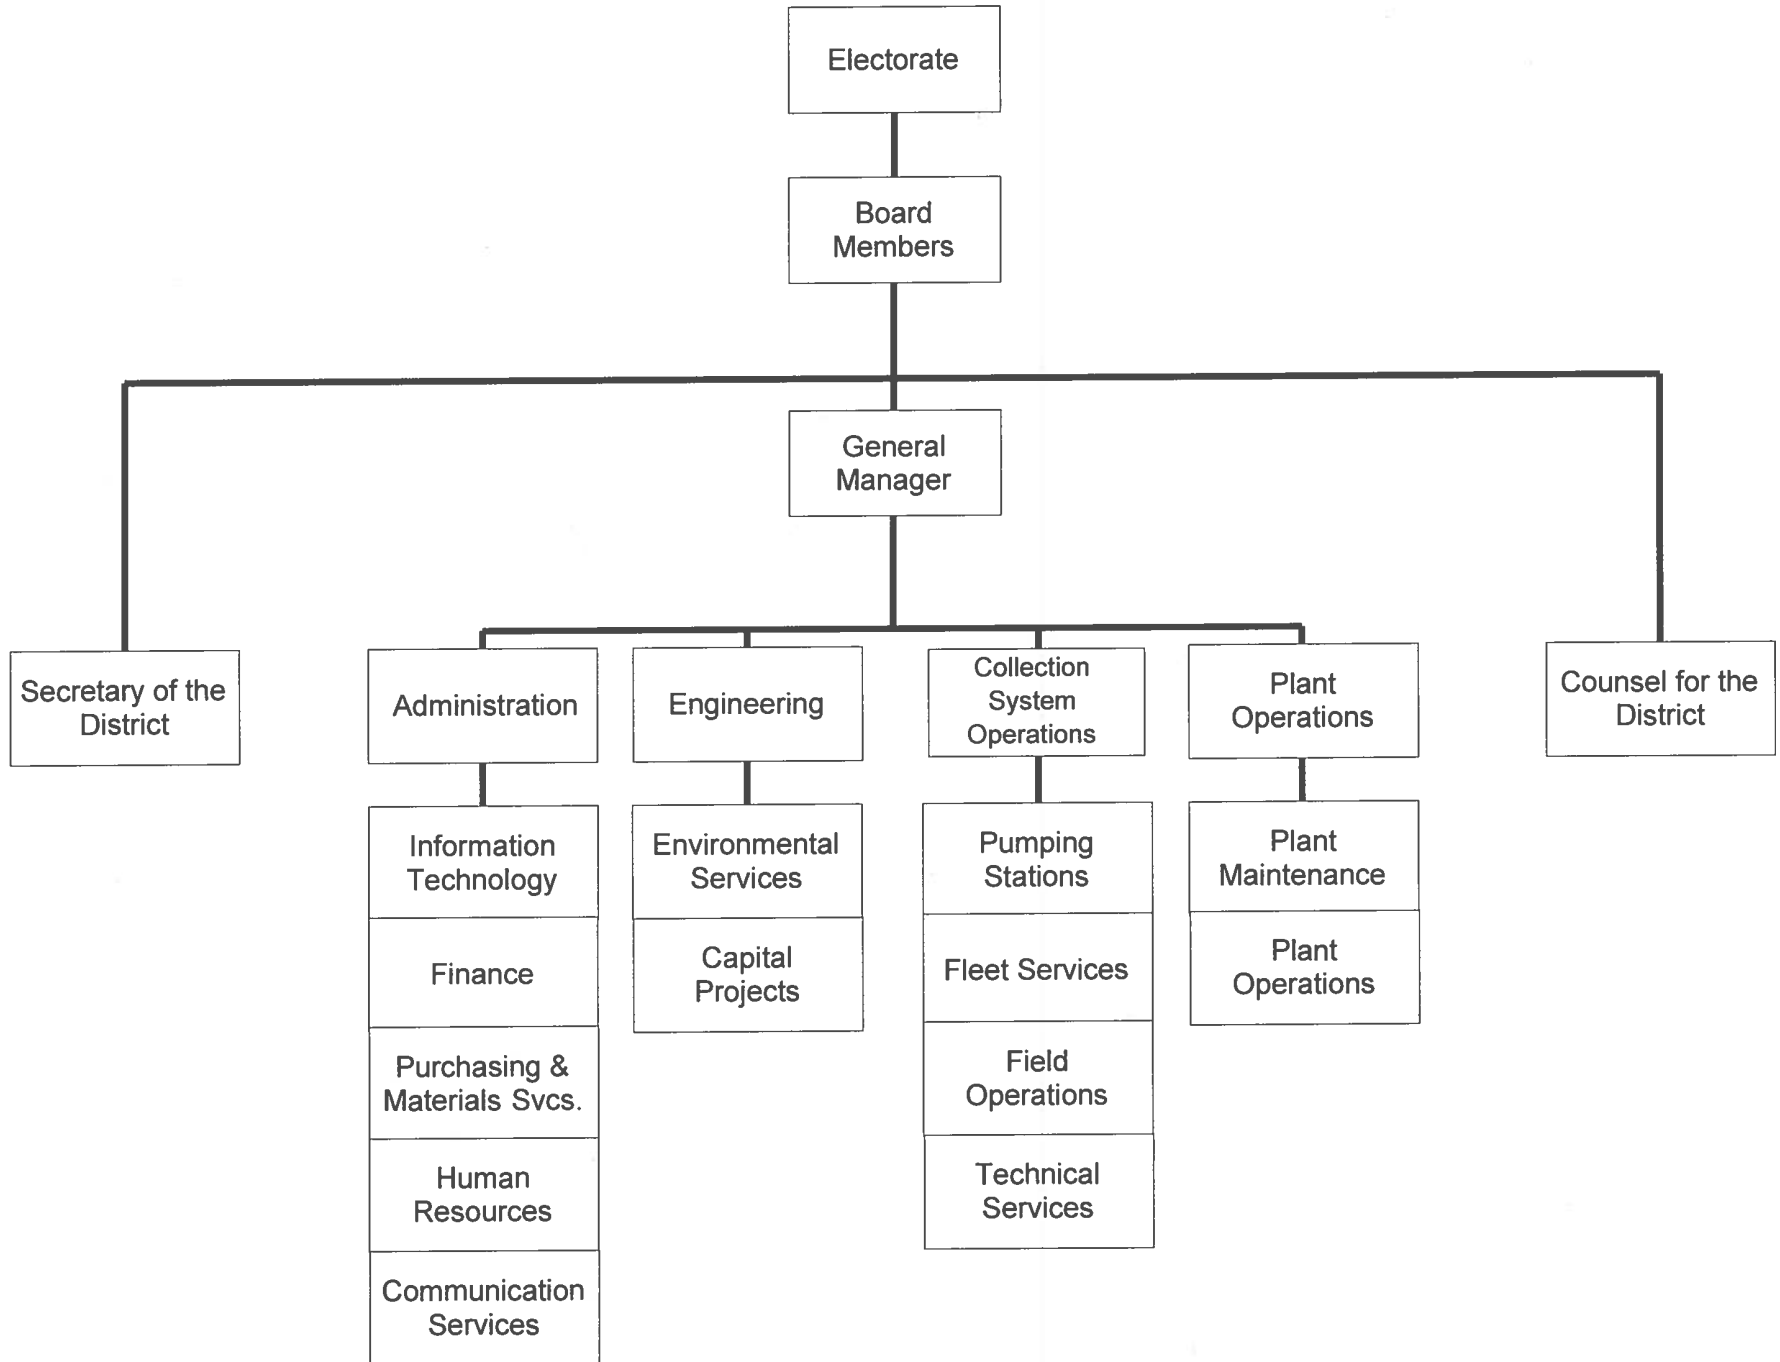 Electorate
Board
Members
General
Manager
Secretary of the
District
Administration
Engineering
Collection
System
Operations
Plant
Operations
Counsel for the
District
Information
Technology
Finance
Purchasing &
Materials Svcs.
Human
Resources
Communication
Services
Environmental
Services
Capital
Projects
Pumping
Stations
Fleet Services
Field
Operations
Technical
Services
Plant
Maintenance
Plant
Operations